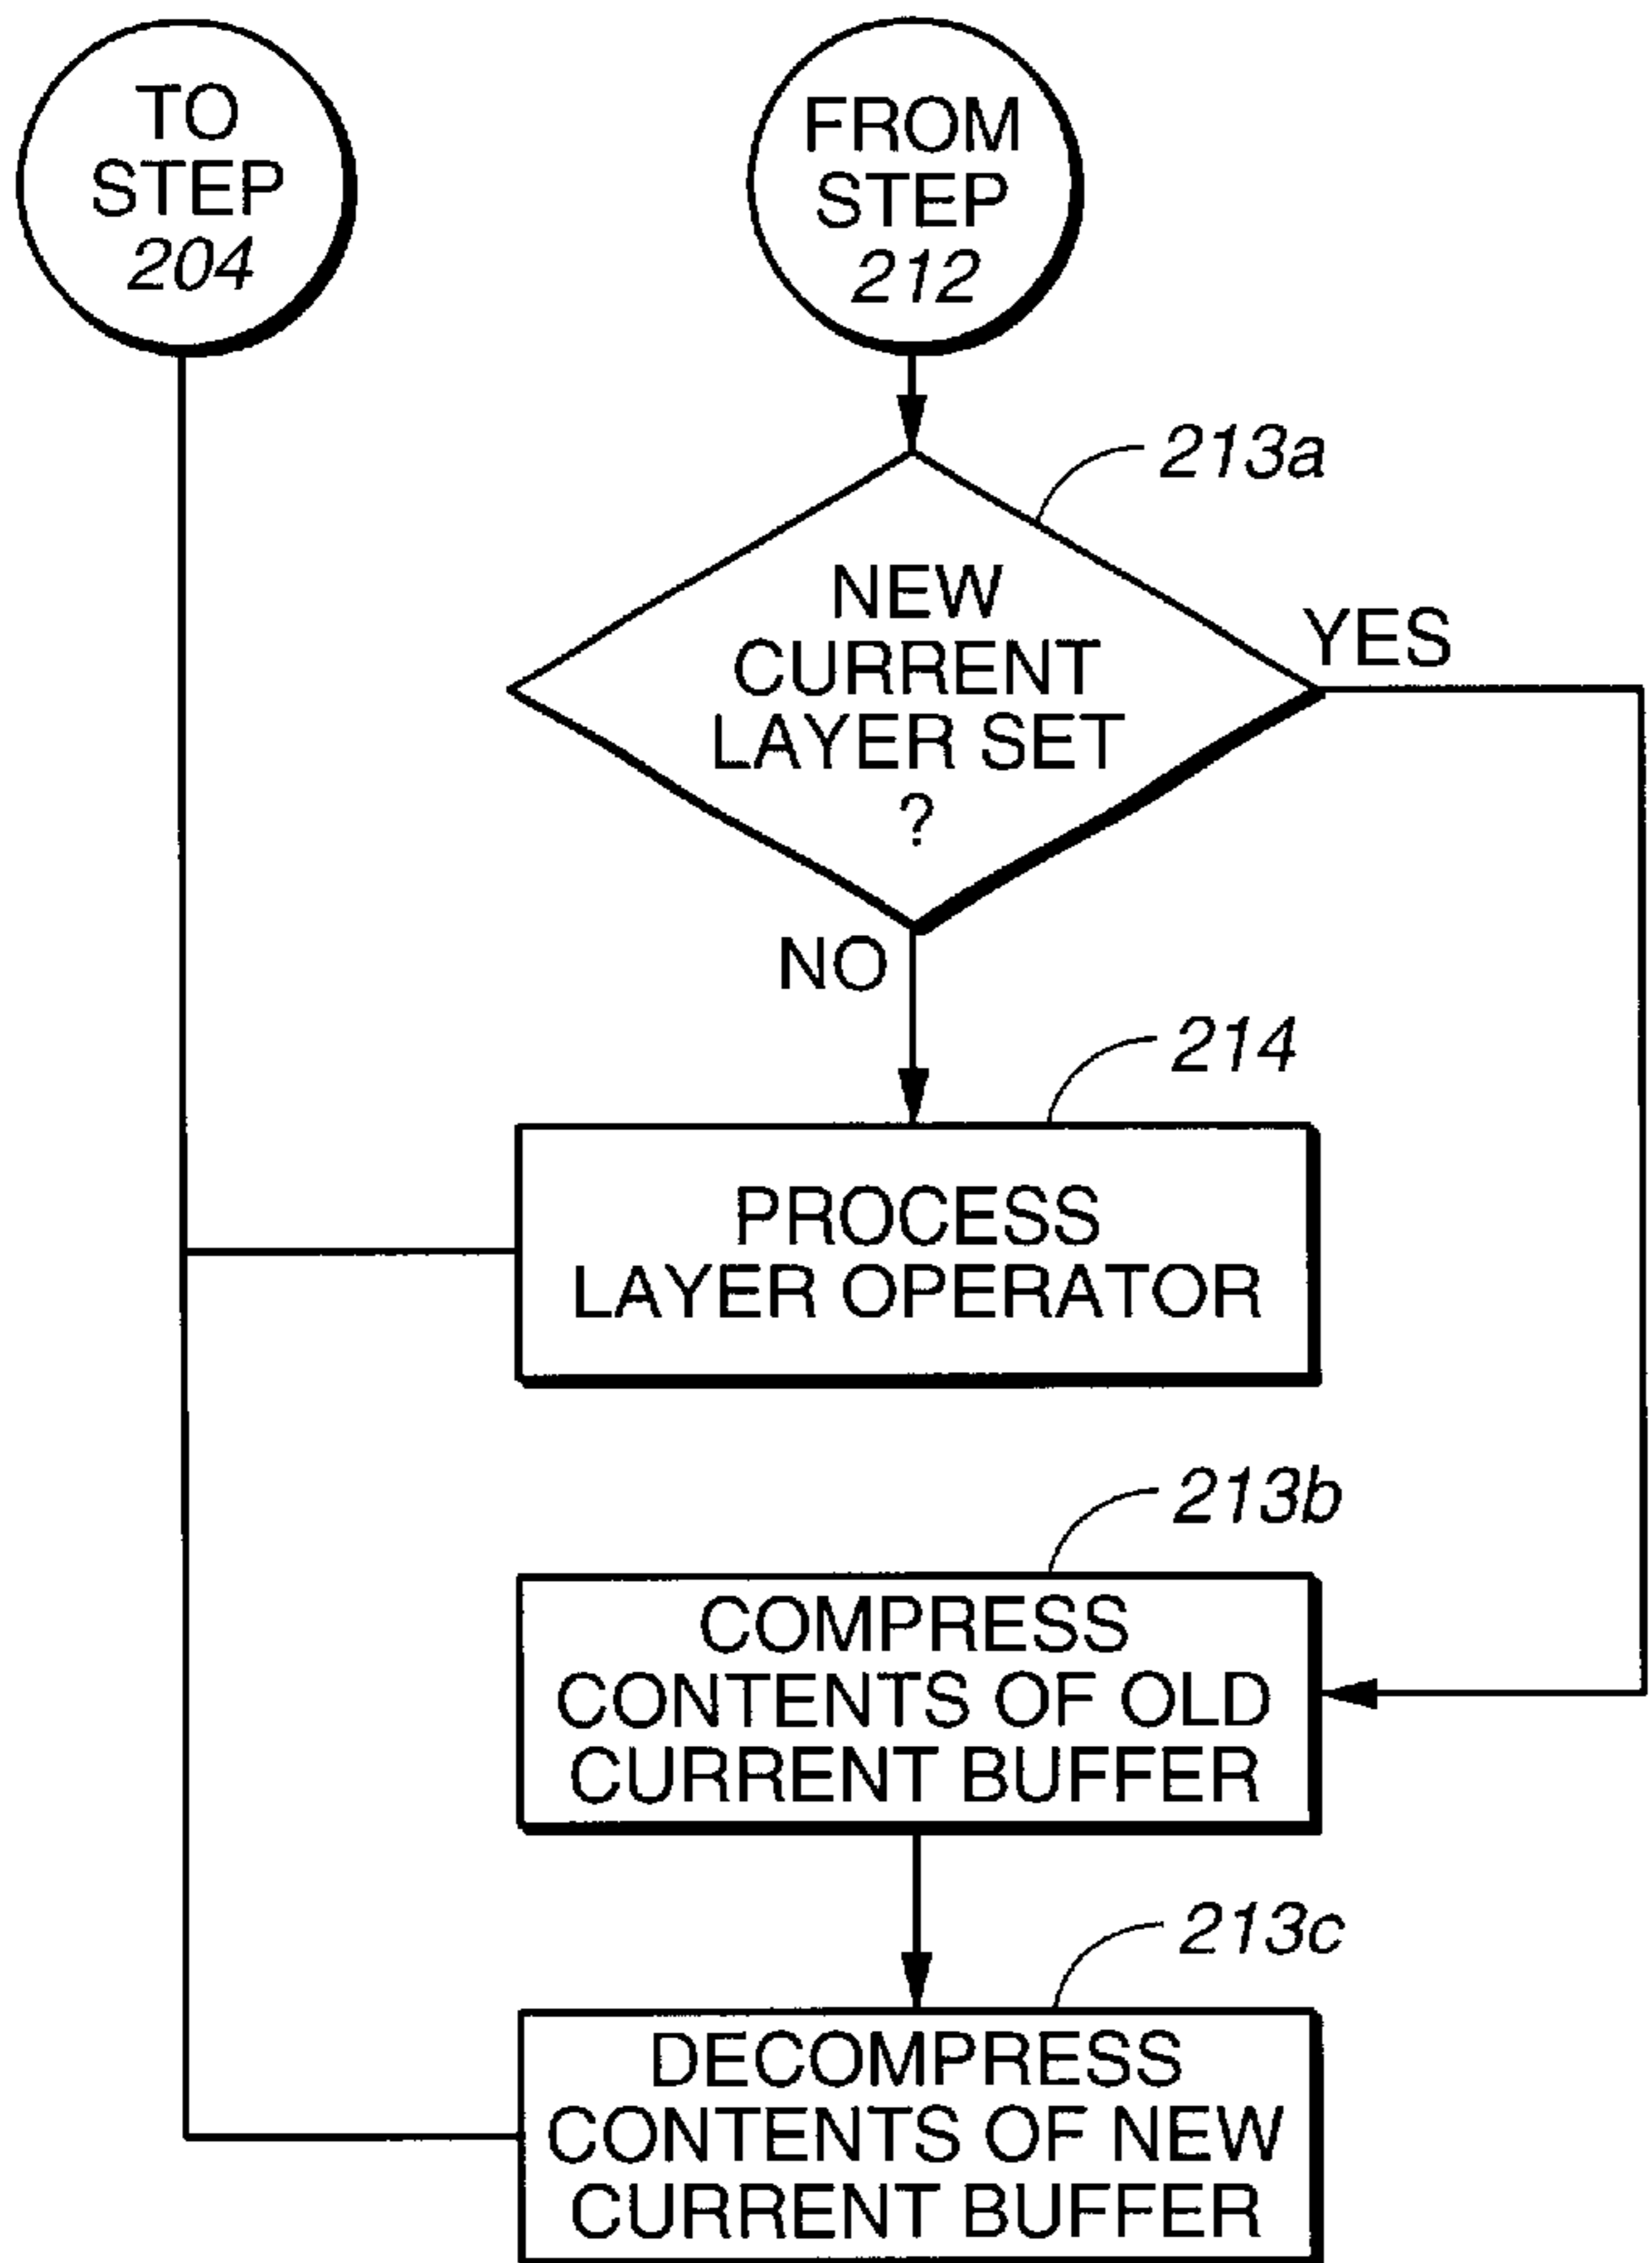 TO
STEP
204
FROM
STEP
212
213a
NEW
CURRENT
LAYER SET
?
YES
NO
214
PROCESS
LAYER OPERATOR
213b
COMPRESS
CONTENTS OF OLD
CURRENT BUFFER
213c
DECOMPRESS
CONTENTS OF NEW
CURRENT BUFFER